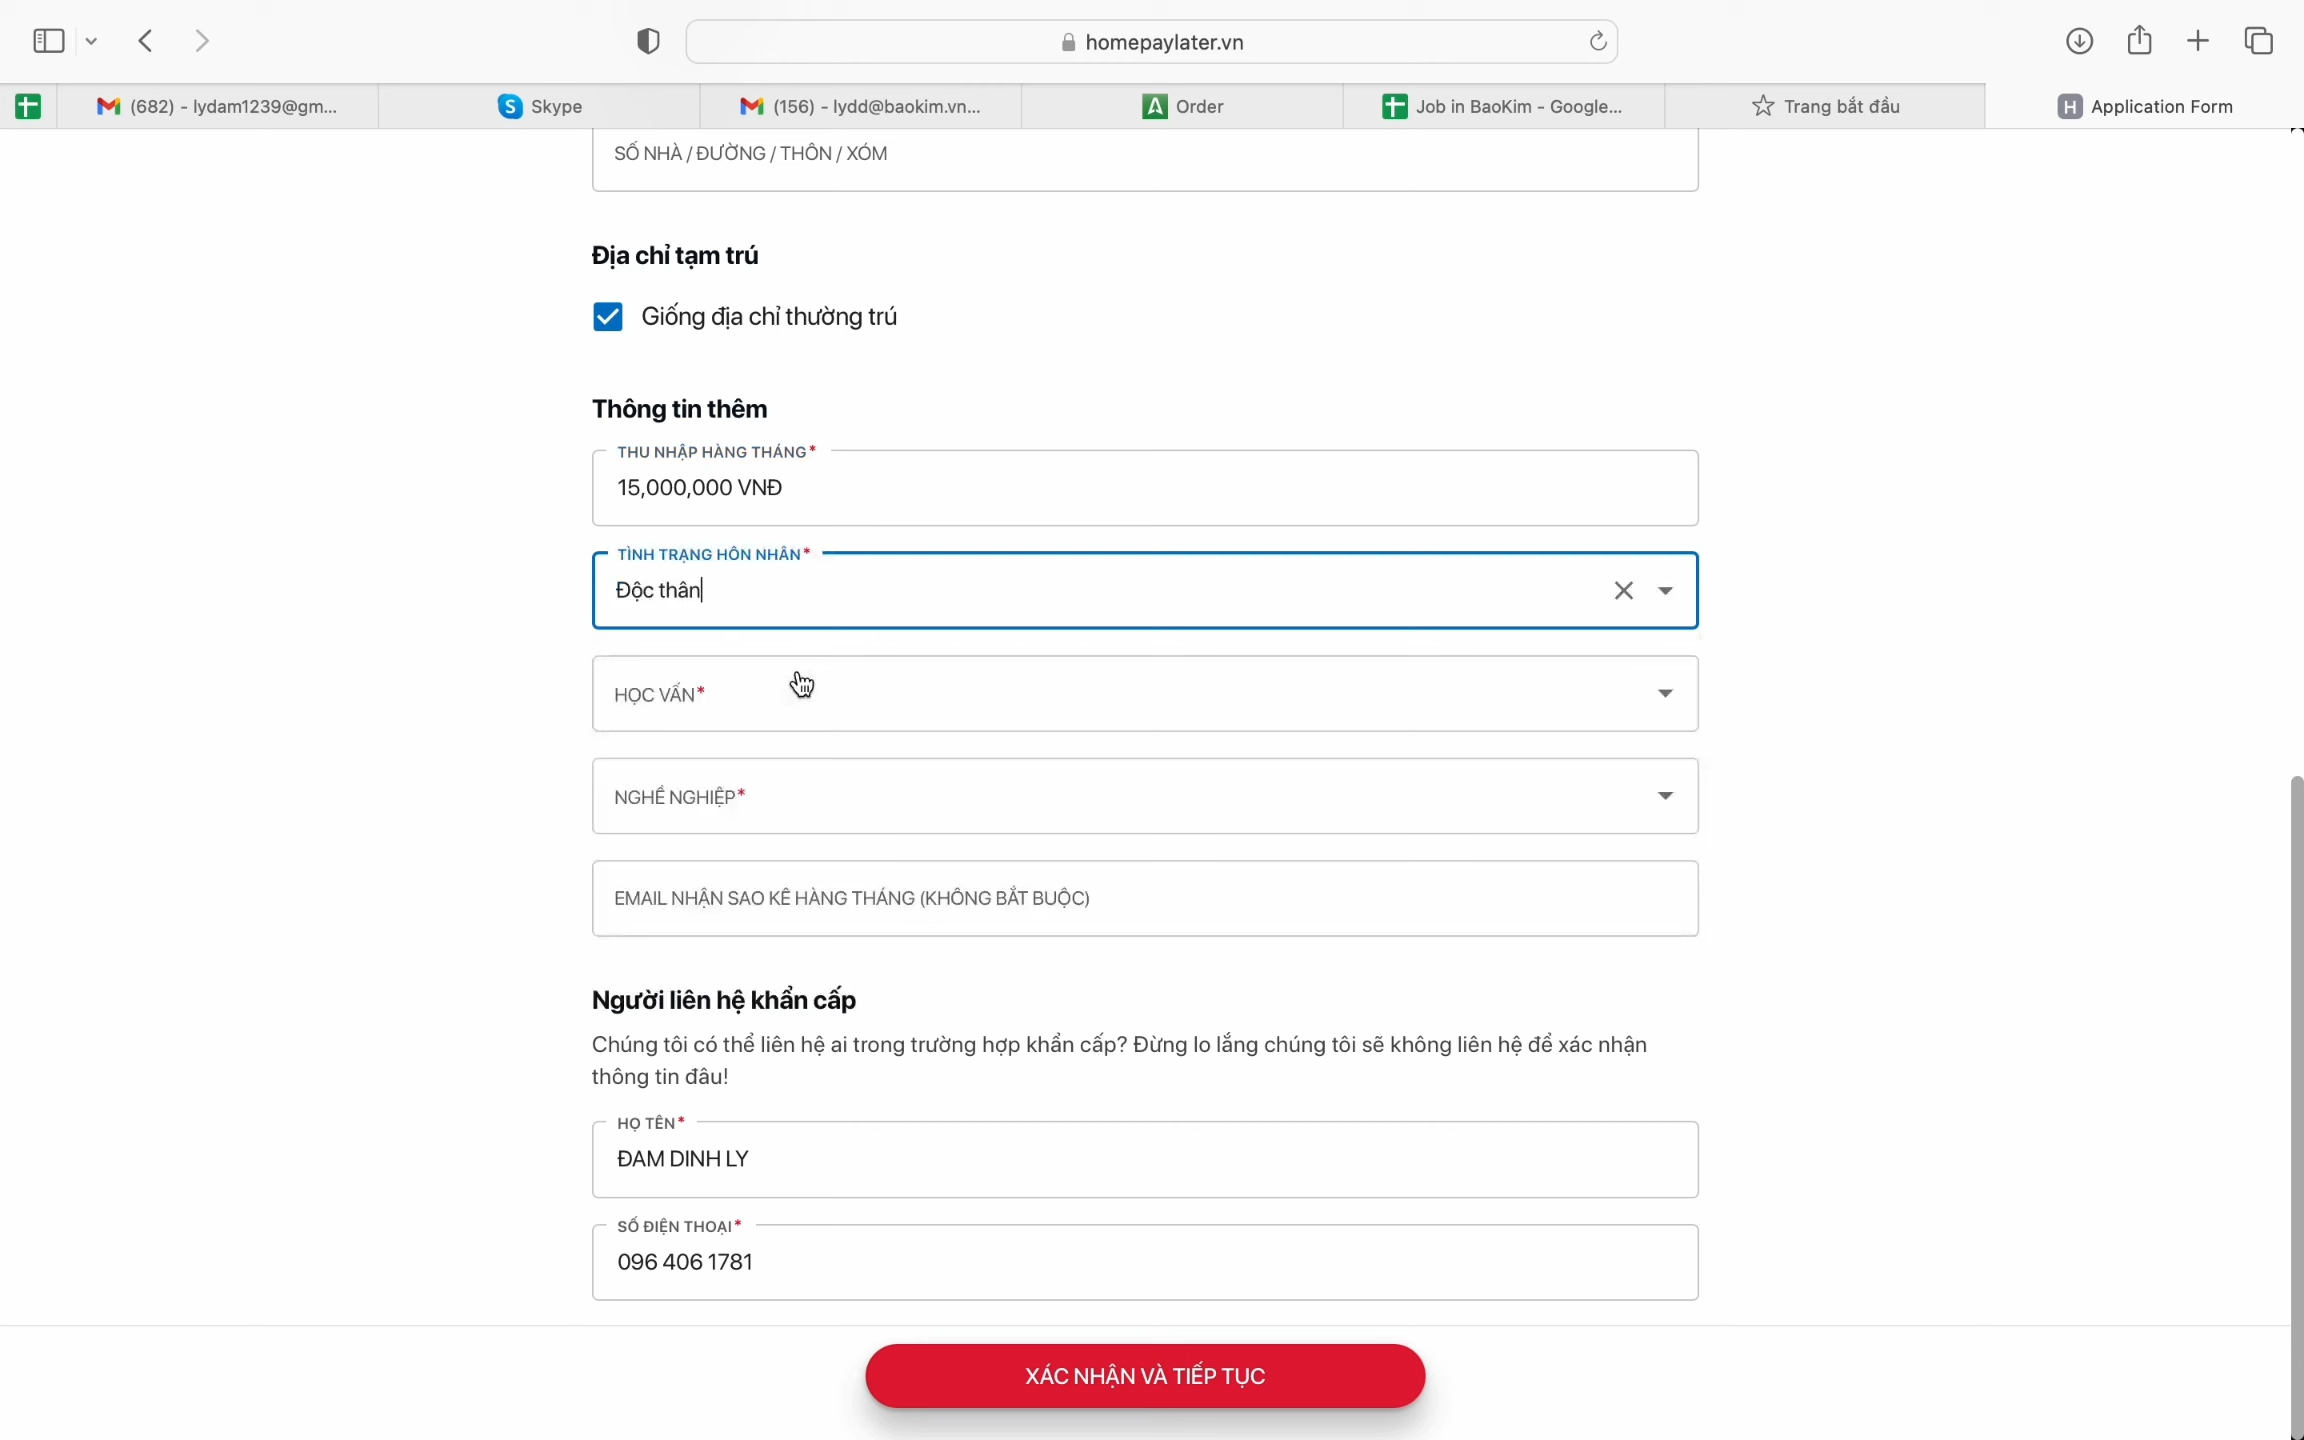 homepaylater.vn
(682) - lydam1239@gm...
Skype
(156) - lydd@baokim.vn...
Order
Job in BaoKim - Google...
Trang bắt đầu
H Application Form
SỐ NHÀ / ĐƯỜNG / THÔN / XÓM
Địa chỉ tạm trú
Giống địa chỉ thường trú
Thông tin thêm
THU NHẬP HÀNG THÁNG*
15,000,000 VNĐ
TÌNH TRẠNG HÔN NHÂN*
Độc thân
HỌC VẤN*
NGHỀ NGHIỆP*
EMAIL NHẬN SAO KÊ HÀNG THÁNG (KHÔNG BẮT BUỘC)
Người liên hệ khẩn cấp
Chúng tôi có thể liên hệ ai trong trường hợp khẩn cấp? Đừng lo lắng chúng tôi sẽ không liên hệ để xác nhận
thông tin đâu!
HỌ TÊN*
ĐAM DINH LY
SỐ ĐIỆN THOẠI*
096 406 1781
XÁC NHẬN VÀ TIẾP TỤC